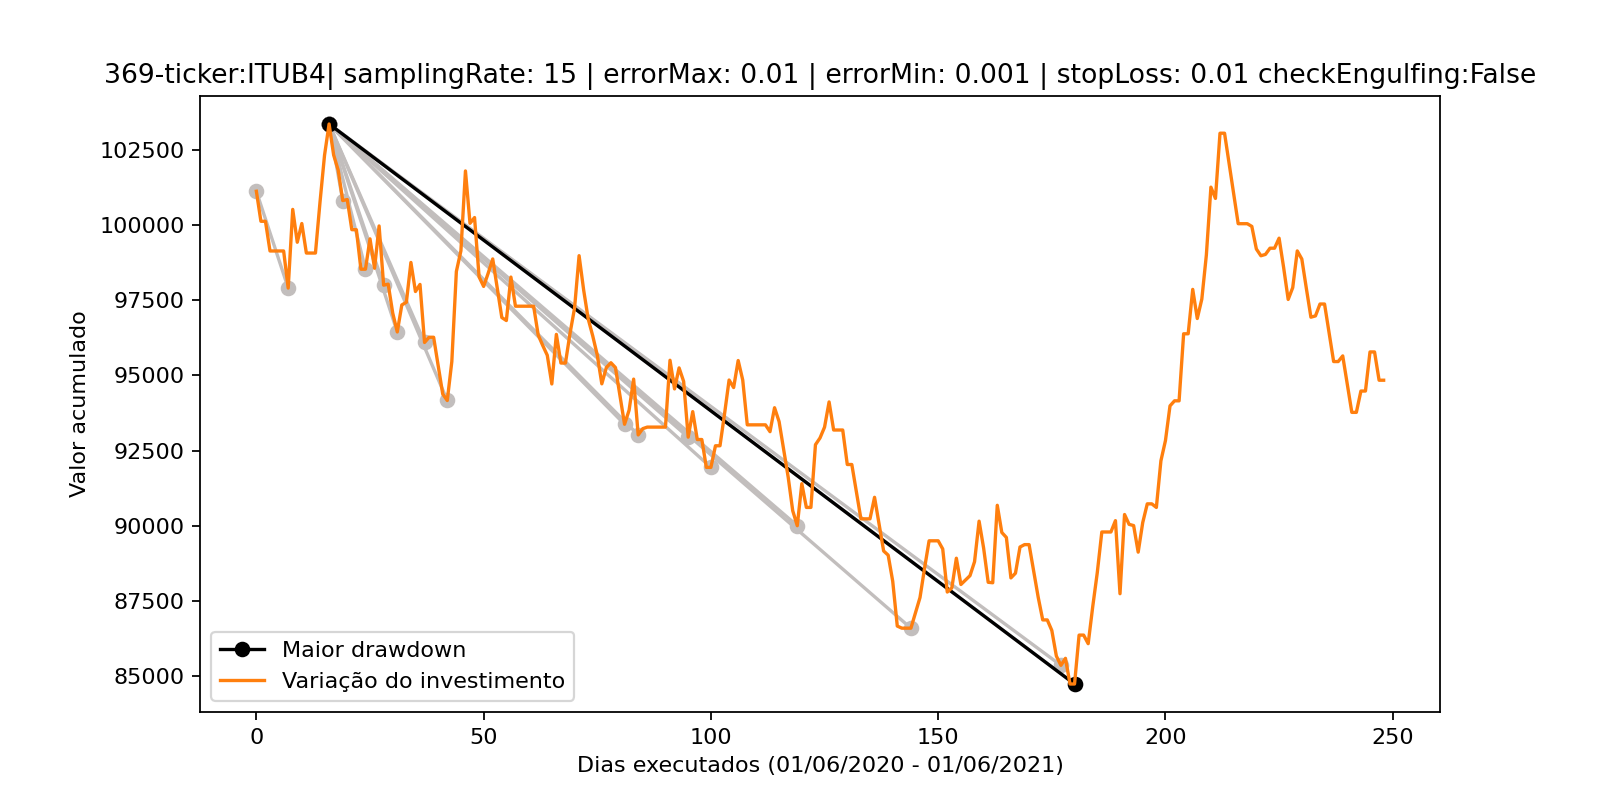 369-ticker:ITUB4| samplingRate: 15 | errorMax: 0.01 | errorMin: 0.001 | stopLoss: 0.01 checkEngulfing:False
Valor acumulado
102500
100000
97500
95000
92500
90000
87500
85000
Maior drawdown
Variação do investimento
0 50 100 150 200 250
Dias executados (01/06/2020 - 01/06/2021)